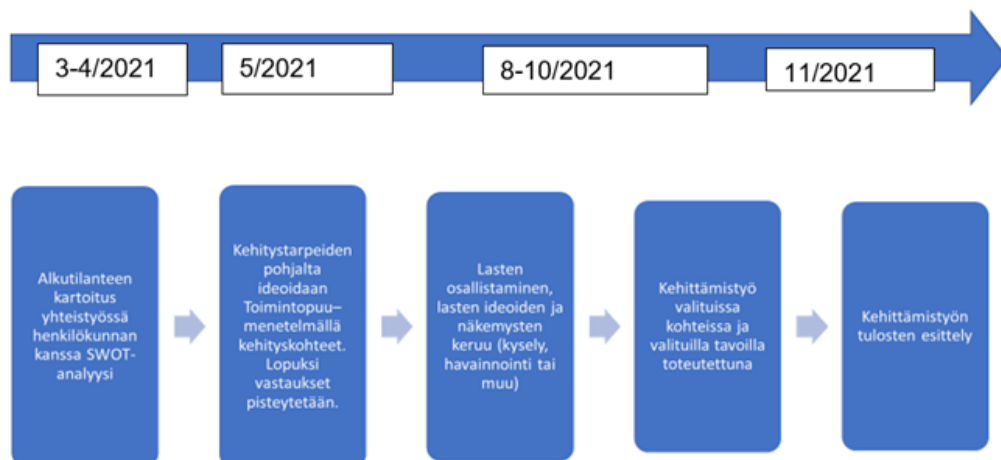 3-4/2021
5/2021
8-10/2021
11/2021
Alkutilanteen
kartoitus
yhteistyössä
henkilökunnan
kanssa SWOT-
analyysi
Kehitystarpeiden
pohjalta
ideoidaan
Toimintopuu–
menetelmällä
kehityskohteet.
Lopuksi
vastaukset
pisteytetään.
Lasten
osallistaminen,
lasten ideoiden ja
näkemysten
keruu (kysely,
havainnointi tai
muu)
Kehittämistyö
valituissa
kohteissa ja
valituilla tavoilla
toteutettuna
Kehittämistyön
tulosten esittely